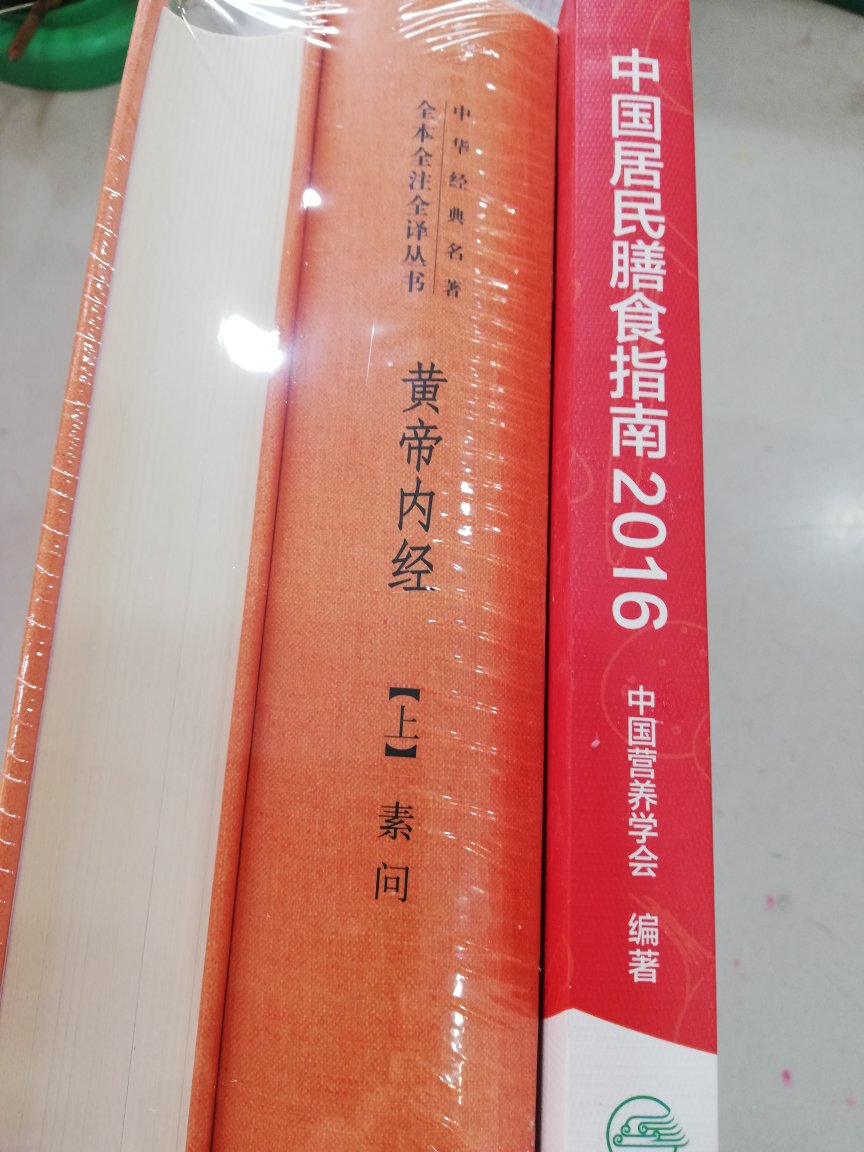 中华经典名著
全本全注全译丛书
黄帝内经
【上】素问
中国居民膳食指南2016
中国营养学会 编著